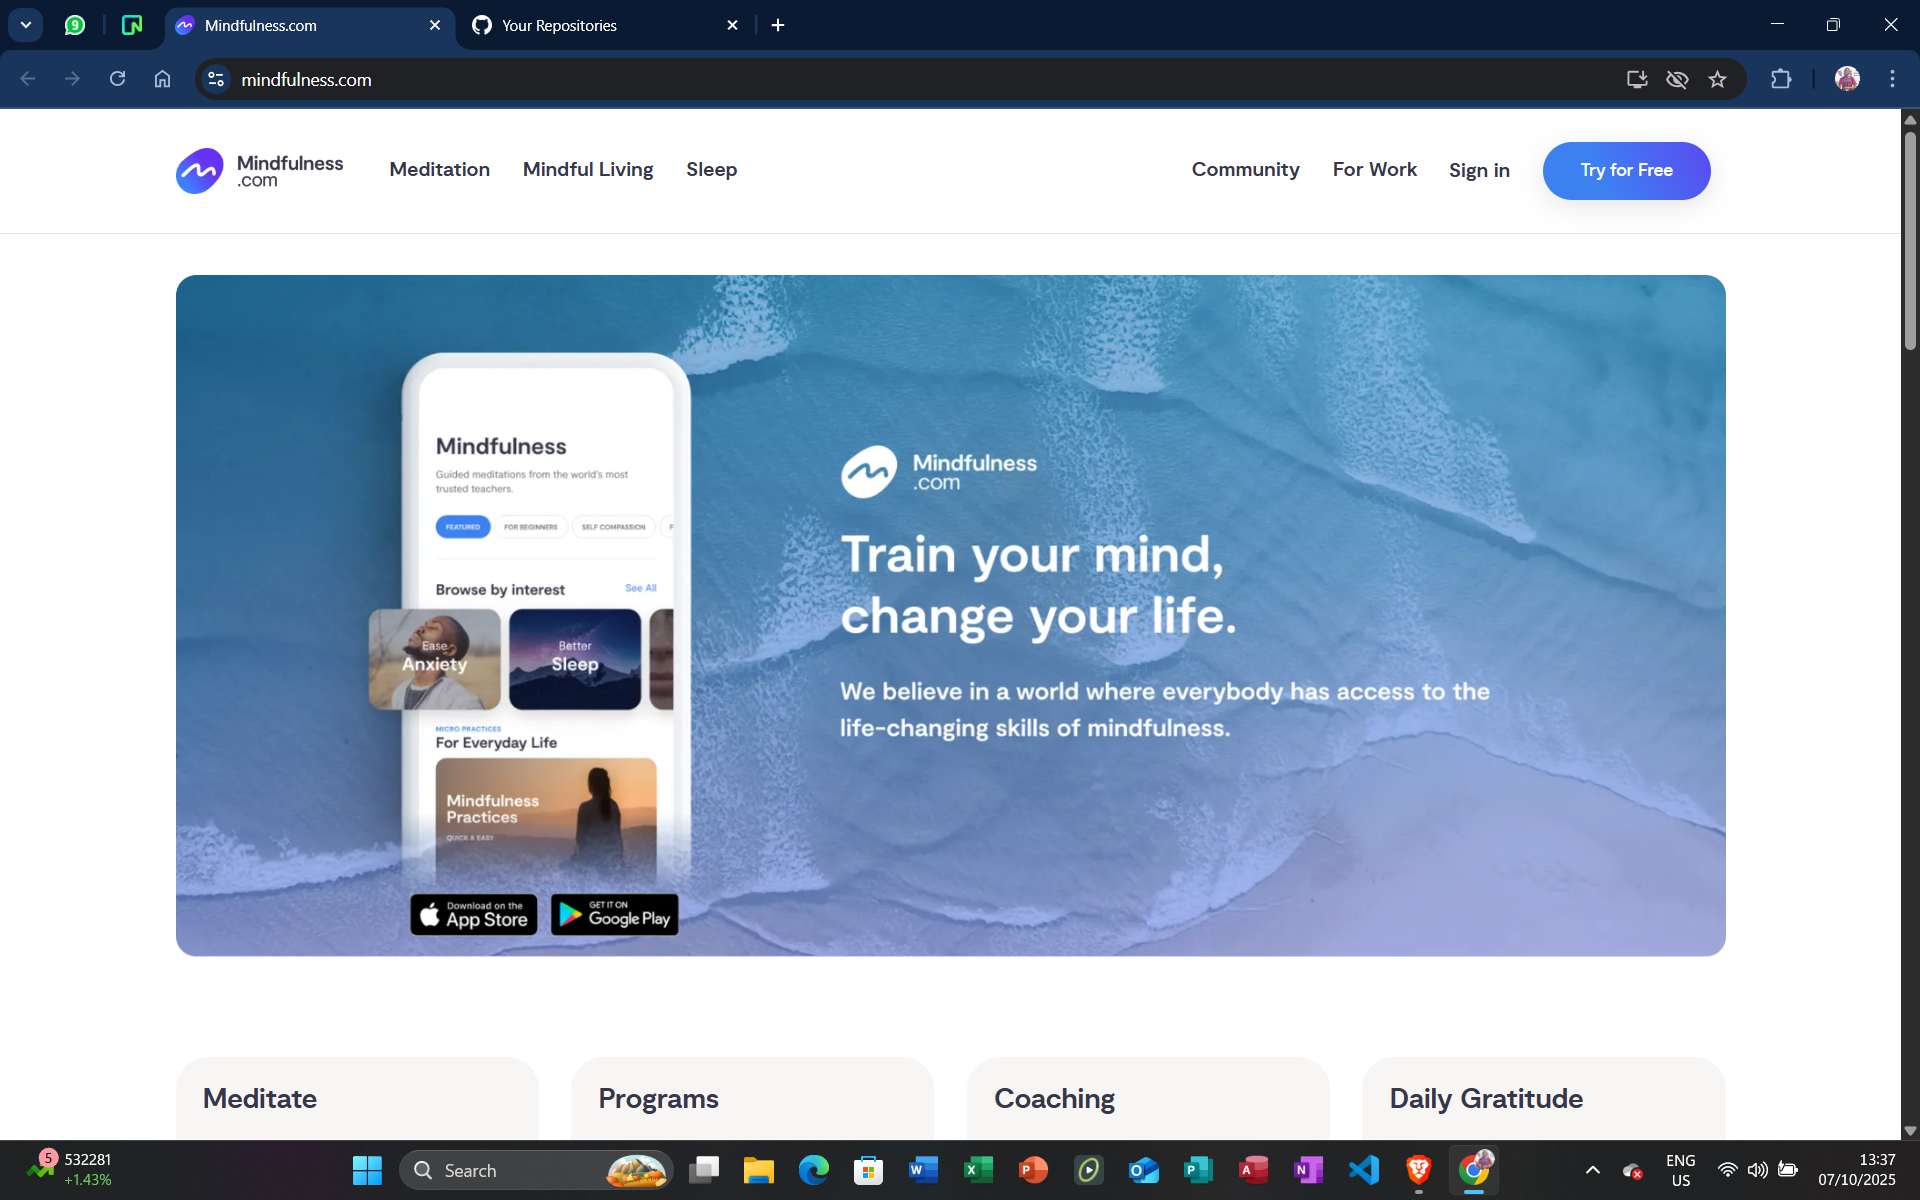 9
Mindfulness.com
Your Repositories
mindfulness.com
Mindfulness
.com
Meditation
Mindful Living
Sleep
Community
For Work
Sign in
Try for Free
Mindfulness
Guided meditations from the world's most
trusted teachers.
FEATURED
FOR BEGINNERS
SELF COMPASSION
F
Browse by interest
See All
Ease
Anxiety
Better
Sleep
MICRO PRACTICES
For Everyday Life
Mindfulness
Practices
QUICK & EASY
Download on the
App Store
GET IT ON
Google Play
Mindfulness
.com
Train your mind,
change your life.
We believe in a world where everybody has access to the
life-changing skills of mindfulness.
Meditate
Programs
Coaching
Daily Gratitude
5
532281
+1.43%
Search
ENG
US
13:37
07/10/2025